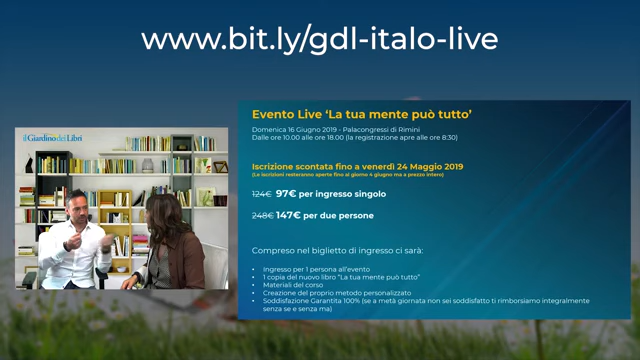 www.bit.ly/gdl-italo-live
il Giardino dei Libri
Evento Live ‘La tua mente può tutto’
Domenica 16 Giugno 2019 - Palacongressi di Rimini
Dalle ore 10.00 alle ore 18.00 (la registrazione apre alle ore 8:30)
Iscrizione scontata fino a venerdì 24 Maggio 2019
(Le iscrizioni resteranno aperte fino al giorno 4 giugno ma a prezzo intero)
124€ 97€ per ingresso singolo
248€ 147€ per due persone
Compreso nel biglietto di ingresso ci sarà:
• Ingresso per 1 persona all’evento
• 1 copia del nuovo libro “La tua mente può tutto”
• Materiali del corso
• Creazione del proprio metodo personalizzato
• Soddisfazione Garantita 100% (se a metà giornata non sei soddisfatto ti rimborsiamo integralmente
senza se e senza ma)